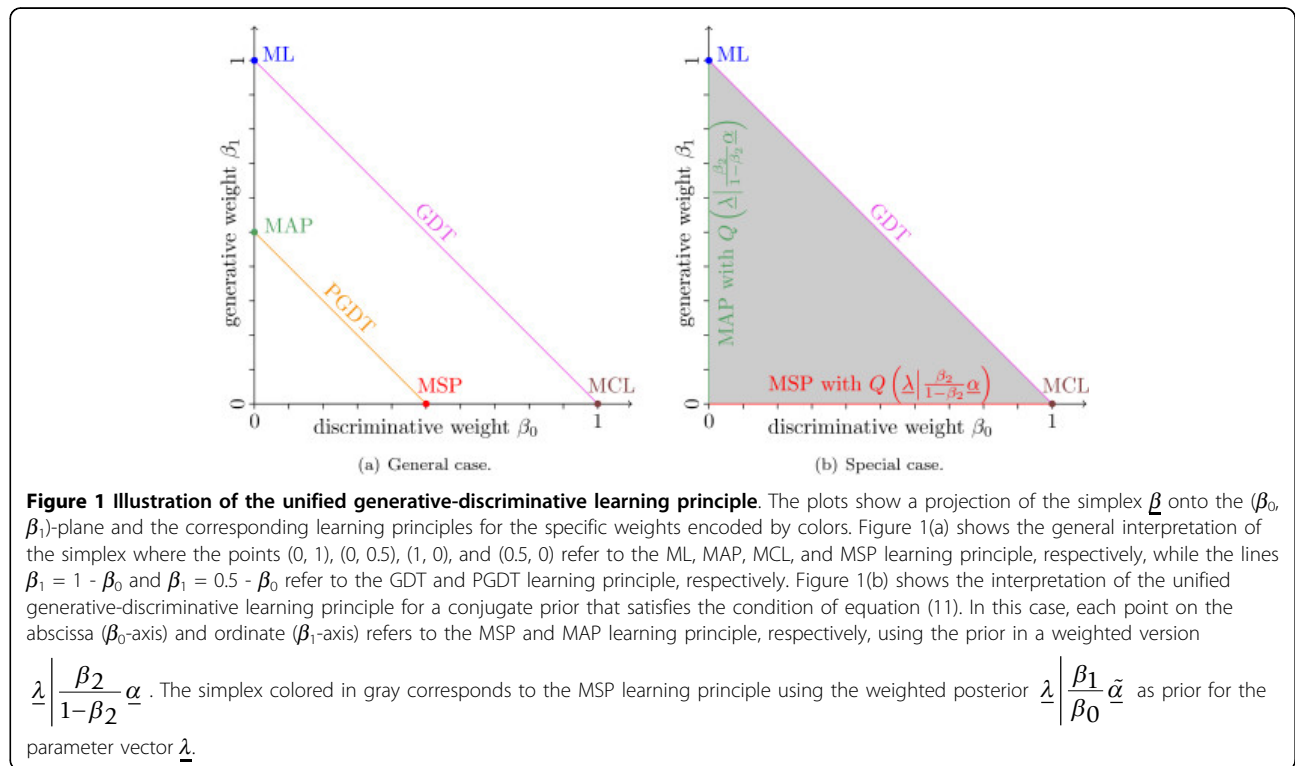 ML
1
generative weight β₁
MAP
GDT
PGDT
MSP
MCL
0
0
discriminative weight β₀
1
(a) General case.
ML
1
generative weight β₁
MAP with Q (λ| β₂/1−β₂ α)
GDT
MSP with Q (λ| β₂/1−β₂ α)
MCL
0
0
discriminative weight β₀
1
(b) Special case.
Figure 1 Illustration of the unified generative-discriminative learning principle. The plots show a projection of the simplex β onto the (β₀,
β₁)-plane and the corresponding learning principles for the specific weights encoded by colors. Figure 1(a) shows the general interpretation of
the simplex where the points (0, 1), (0, 0.5), (1, 0), and (0.5, 0) refer to the ML, MAP, MCL, and MSP learning principle, respectively, while the lines
β₁ = 1 - β₀ and β₁ = 0.5 - β₀ refer to the GDT and PGDT learning principle, respectively. Figure 1(b) shows the interpretation of the unified
generative-discriminative learning principle for a conjugate prior that satisfies the condition of equation (11). In this case, each point on the
abscissa (β₀-axis) and ordinate (β₁-axis) refers to the MSP and MAP learning principle, respectively, using the prior in a weighted version
λ| β₂/1−β₂ α . The simplex colored in gray corresponds to the MSP learning principle using the weighted posterior λ| β₁/β₀ α̃ as prior for the
parameter vector λ.